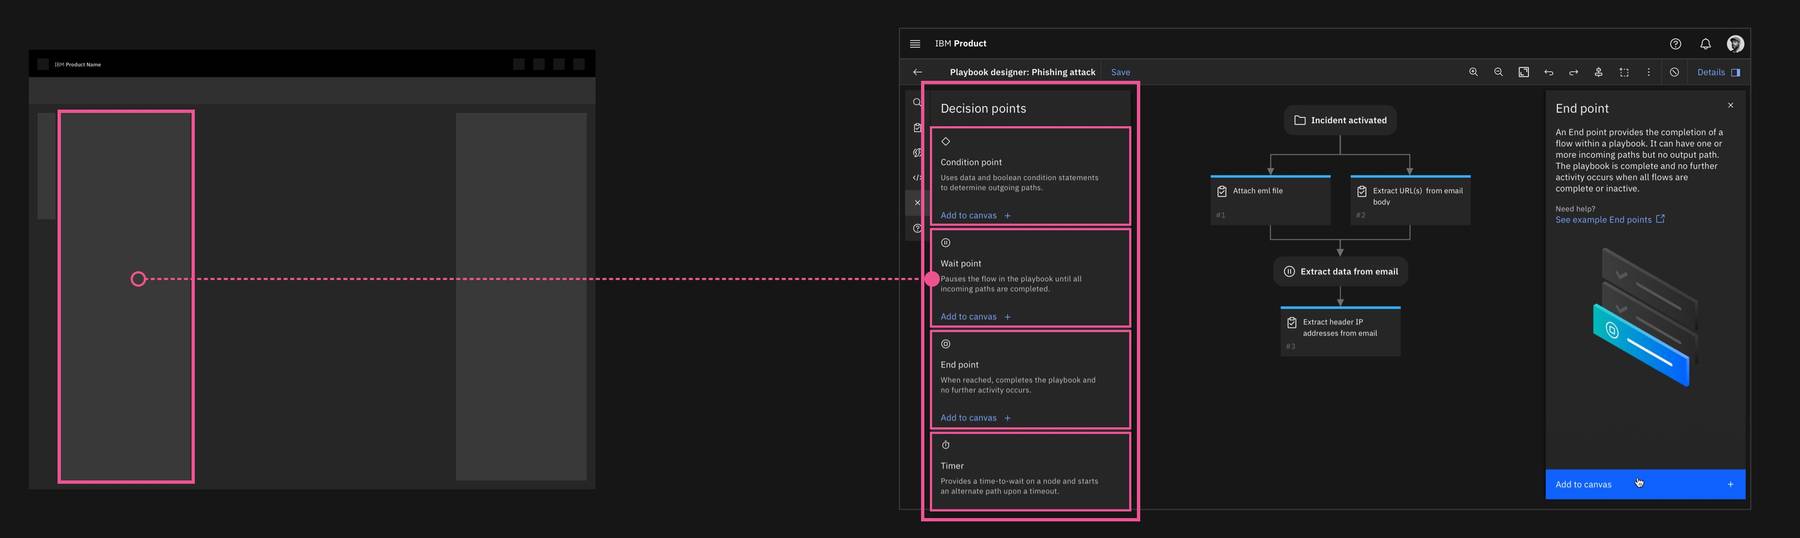 IBM Product Name
IBM Product
Playbook designer: Phishing attack
Save
Details
Decision points
Condition point
Uses data and boolean condition statements
to determine outgoing paths.
Add to canvas +
Wait point
Pauses the flow in the playbook until all
incoming paths are completed.
Add to canvas +
End point
When reached, completes the playbook and
no further activity occurs.
Add to canvas +
Timer
Provides a time-to-wait on a node and starts
an alternate path upon a timeout.
Incident activated
Attach eml file
#1
Extract URL(s) from email
body
#2
Extract data from email
Extract header IP
addresses from email
#3
End point
An End point provides the completion of a
flow within a playbook. It can have one or
more incoming paths but no output path.
The playbook is complete and no further
activity occurs when all flows are
complete or inactive.
Need help?
See example End points
Add to canvas +